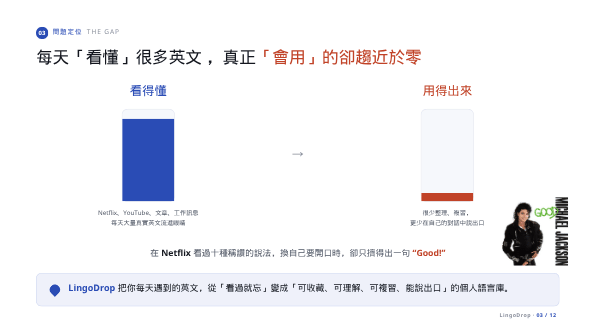 03 問題定位 THE GAP
每天「看懂」很多英文，真正「會用」的卻趨近於零
看得懂
用得出來
→
Netflix、YouTube、文章、工作訊息
每天大量真實英文流過眼睛
很少整理、複習，
更少在自己的對話中說出口
GOOD
MICHAEL JACKSON
在 Netflix 看過十種稱讚的說法，換自己要開口時，卻只擠得出一句 “Good!”
LingoDrop 把你每天遇到的英文，從「看過就忘」變成「可收藏、可理解、可複習、能說出口」的個人語言庫。
LingoDrop · 03 / 12